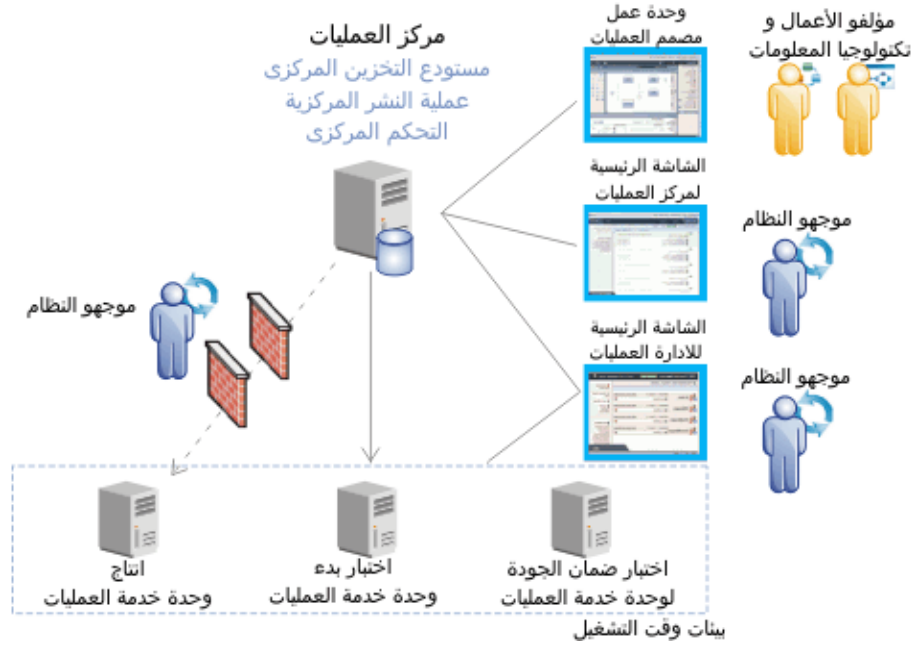 مؤلفو الأعمال و
تكنولوجيا المعلومات
وحدة عمل
مصمم العمليات
مركز العمليات
مستودع التخزين المركزى
عملية النشر المركزية
التحكم المركزى
الشاشة الرئيسية
لمركز العمليات
موجهو النظام
موجهو النظام
الشاشة الرئيسية
للادارة العمليات
موجهو النظام
اختبار ضمان الجودة
لوحدة خدمة العمليات
اختبار بدء
وحدة خدمة العمليات
انتاج
وحدة خدمة العمليات
بيئات وقت التشغيل